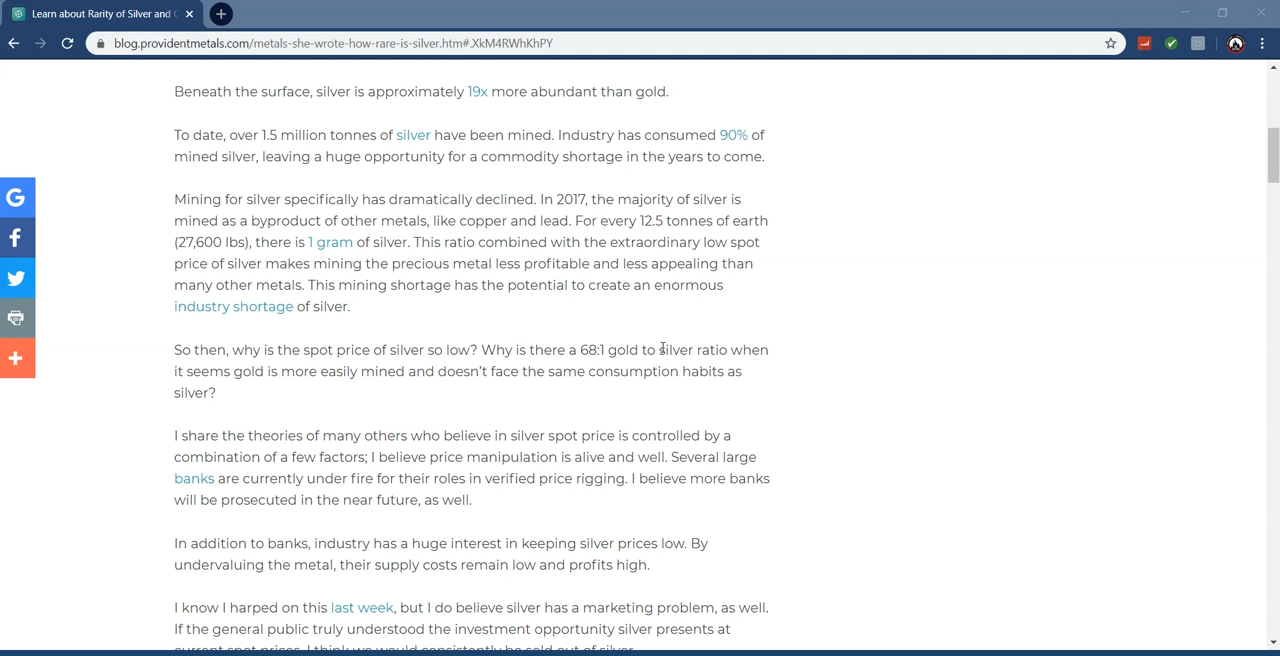 Learn about Rarity of Silver and
blog.providentmetals.com/metals-she-wrote-how-rare-is-silver.htm#.XkM4RWhKhPY
Beneath the surface, silver is approximately 19x more abundant than gold.
To date, over 1.5 million tonnes of silver have been mined. Industry has consumed 90% of
mined silver, leaving a huge opportunity for a commodity shortage in the years to come.
Mining for silver specifically has dramatically declined. In 2017, the majority of silver is
mined as a byproduct of other metals, like copper and lead. For every 12.5 tonnes of earth
(27,600 lbs), there is 1 gram of silver. This ratio combined with the extraordinary low spot
price of silver makes mining the precious metal less profitable and less appealing than
many other metals. This mining shortage has the potential to create an enormous
industry shortage of silver.
So then, why is the spot price of silver so low? Why is there a 68:1 gold to silver ratio when
it seems gold is more easily mined and doesn't face the same consumption habits as
silver?
I share the theories of many others who believe in silver spot price is controlled by a
combination of a few factors; I believe price manipulation is alive and well. Several large
banks are currently under fire for their roles in verified price rigging. I believe more banks
will be prosecuted in the near future, as well.
In addition to banks, industry has a huge interest in keeping silver prices low. By
undervaluing the metal, their supply costs remain low and profits high.
I know I harped on this last week, but I do believe silver has a marketing problem, as well.
If the general public truly understood the investment opportunity silver presents at
current spot prices, I think we would consistently be sold out of silver.